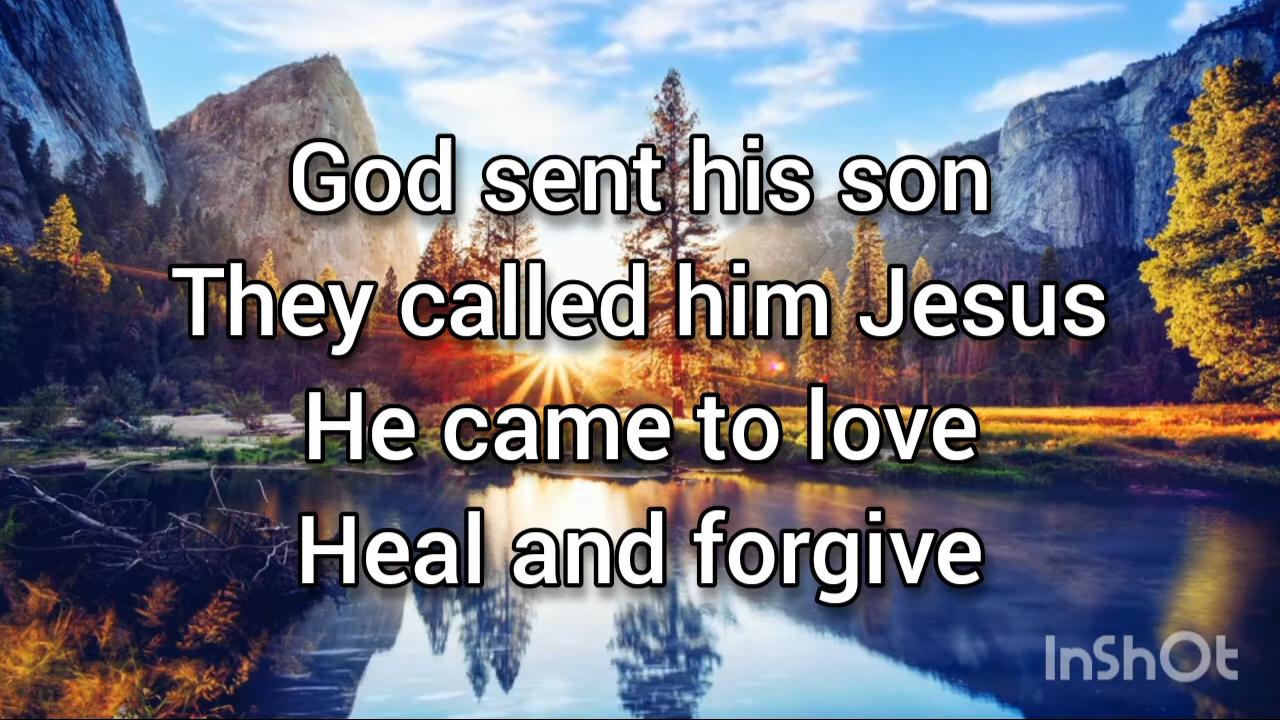 God sent his son
They called him Jesus
He came to love
Heal and forgive
InShOt